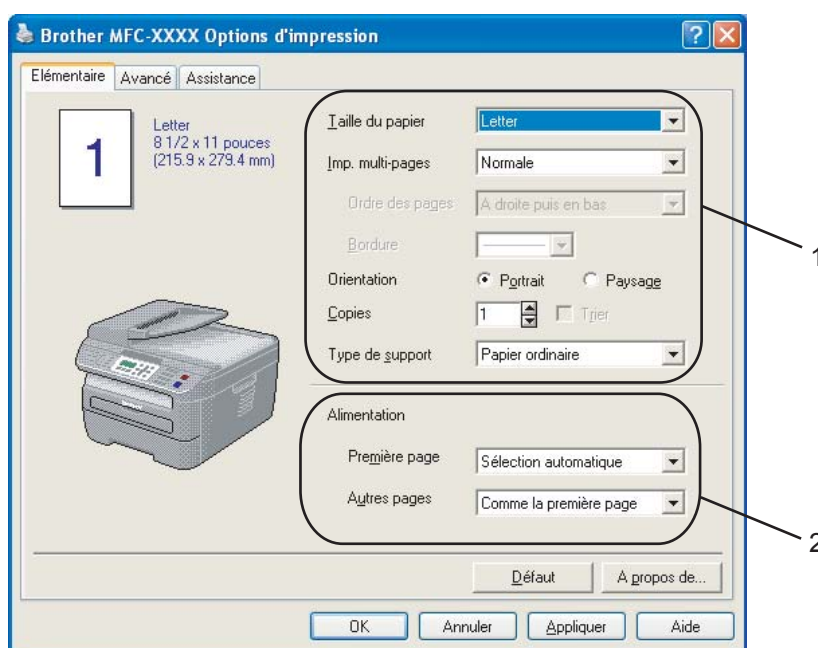 Brother MFC-XXXX Options d'impression
Elémentaire Avancé Assistance
1
Letter
8 1/2 x 11 pouces
(215.9 x 279.4 mm)
Taille du papier Letter
Imp. multi-pages Normale
Ordre des pages A droite puis en bas
Bordure
Orientation Portrait Paysage
Copies 1 Trier
Type de support Papier ordinaire
1
Alimentation
Première page Sélection automatique
Autres pages Comme la première page
2
Défaut A propos de...
OK Annuler Appliquer Aide